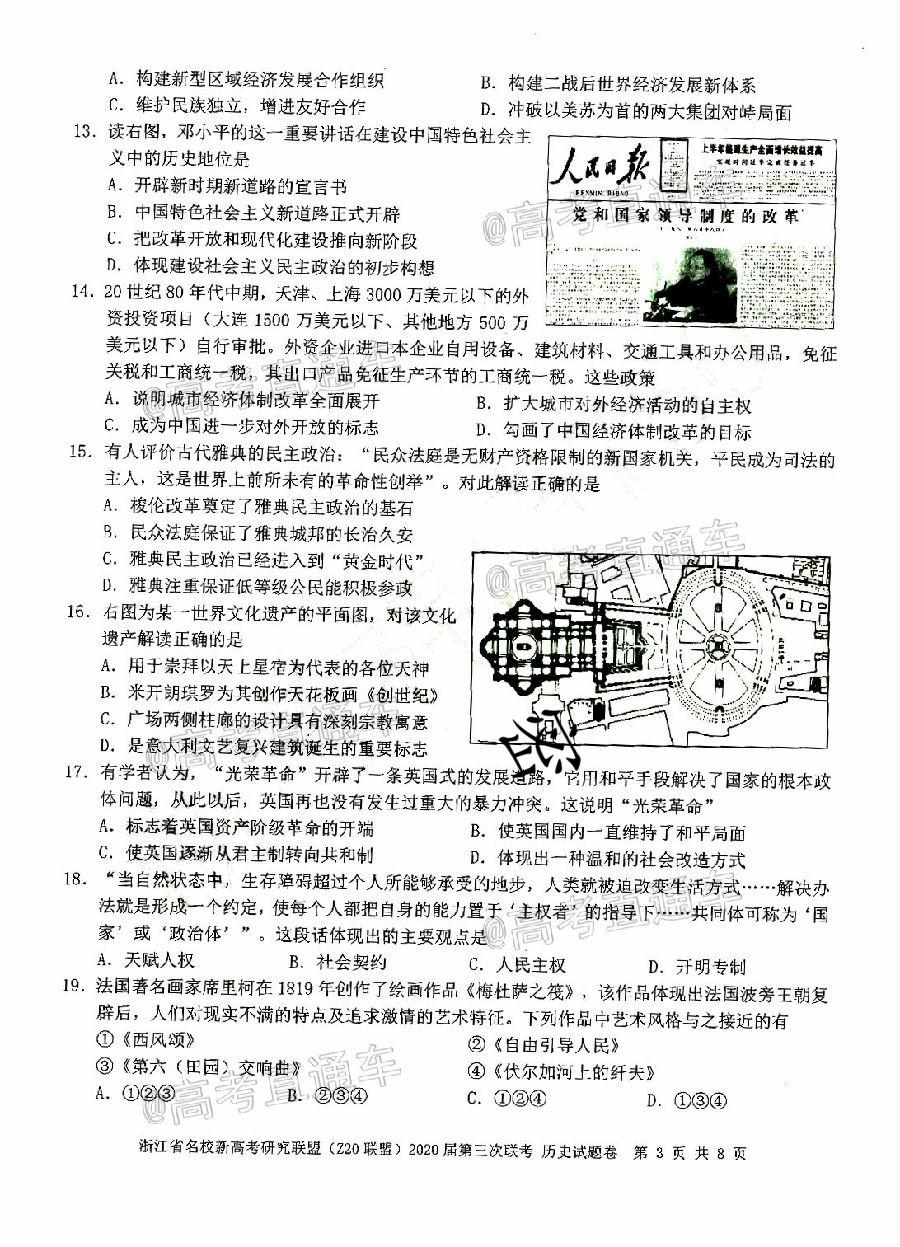 A．构建新型区域经济发展合作组织　　B．构建二战后世界经济发展新体系
C．维护民族独立，增进友好合作　　D．冲破以美苏为首的两大集团对峙局面
13．读右图，邓小平的这一重要讲话在建设中国特色社会主
义中的历史地位是
A．开辟新时期新道路的宣言书
B．中国特色社会主义新道路正式开辟
C．把改革开放和现代化建设推向新阶段
D．体现建设社会主义民主政治的初步构想
人民日报
RENMIN RIBAO
上半年能源生产全面增长效益提高
党和国家领导制度的改革
14．20世纪80年代中期，天津、上海3000万美元以下的外
资投资项目（大连1500万美元以下、其他地方500万
美元以下）自行审批。外资企业进口本企业自用设备、建筑材料、交通工具和办公用品，免征
关税和工商统一税，其出口产品免征生产环节的工商统一税。这些政策
A．说明城市经济体制改革全面展开　　B．扩大城市对外经济活动的自主权
C．成为中国进一步对外开放的标志　　D．勾画了中国经济体制改革的目标
15．有人评价古代雅典的民主政治：“民众法庭是无财产资格限制的新国家机关，平民成为司法的
主人，这是世界上前所未有的革命性创举”。对此解读正确的是
A．梭伦改革奠定了雅典民主政治的基石
B．民众法庭保证了雅典城邦的长治久安
C．雅典民主政治已经进入到“黄金时代”
D．雅典注重保证低等级公民能积极参政
16．右图为某一世界文化遗产的平面图，对该文化
遗产解读正确的是
A．用于崇拜以天上星宿为代表的各位天神
B．米开朗琪罗为其创作天花板画《创世纪》
C．广场两侧柱廊的设计具有深刻宗教寓意
D．是意大利文艺复兴建筑诞生的重要标志
17．有学者认为，“光荣革命”开辟了一条英国式的发展道路，它用和平手段解决了国家的根本政
体问题，从此以后，英国再也没有发生过重大的暴力冲突。这说明“光荣革命”
A．标志着英国资产阶级革命的开端　　B．使英国国内一直维持了和平局面
C．使英国逐渐从君主制转向共和制　　D．体现出一种温和的社会改造方式
18．“当自然状态中，生存障碍超过个人所能够承受的地步，人类就被迫改变生活方式……解决办
法就是形成一个约定，使每个人都把自身的能力置于‘主权者’的指导下……共同体可称为‘国
家’或‘政治体’”。这段话体现出的主要观点是
A．天赋人权　　B．社会契约　　C．人民主权　　D．开明专制
19．法国著名画家席里柯在1819年创作了绘画作品《梅杜萨之筏》，该作品体现出法国波旁王朝复
辟后，人们对现实不满的特点及追求激情的艺术特征。下列作品中艺术风格与之接近的有
①《西风颂》　　②《自由引导人民》
③《第六（田园）交响曲》　　④《伏尔加河上的纤夫》
A．①②③　　B．②③④　　C．①②④　　D．①③④
浙江省名校新高考研究联盟（Z20联盟）2020届第三次联考 历史试题卷　第 3 页 共 8 页
@高考直通车
@高考直通车
@高考直通车
@高考直通车
@高考直通车